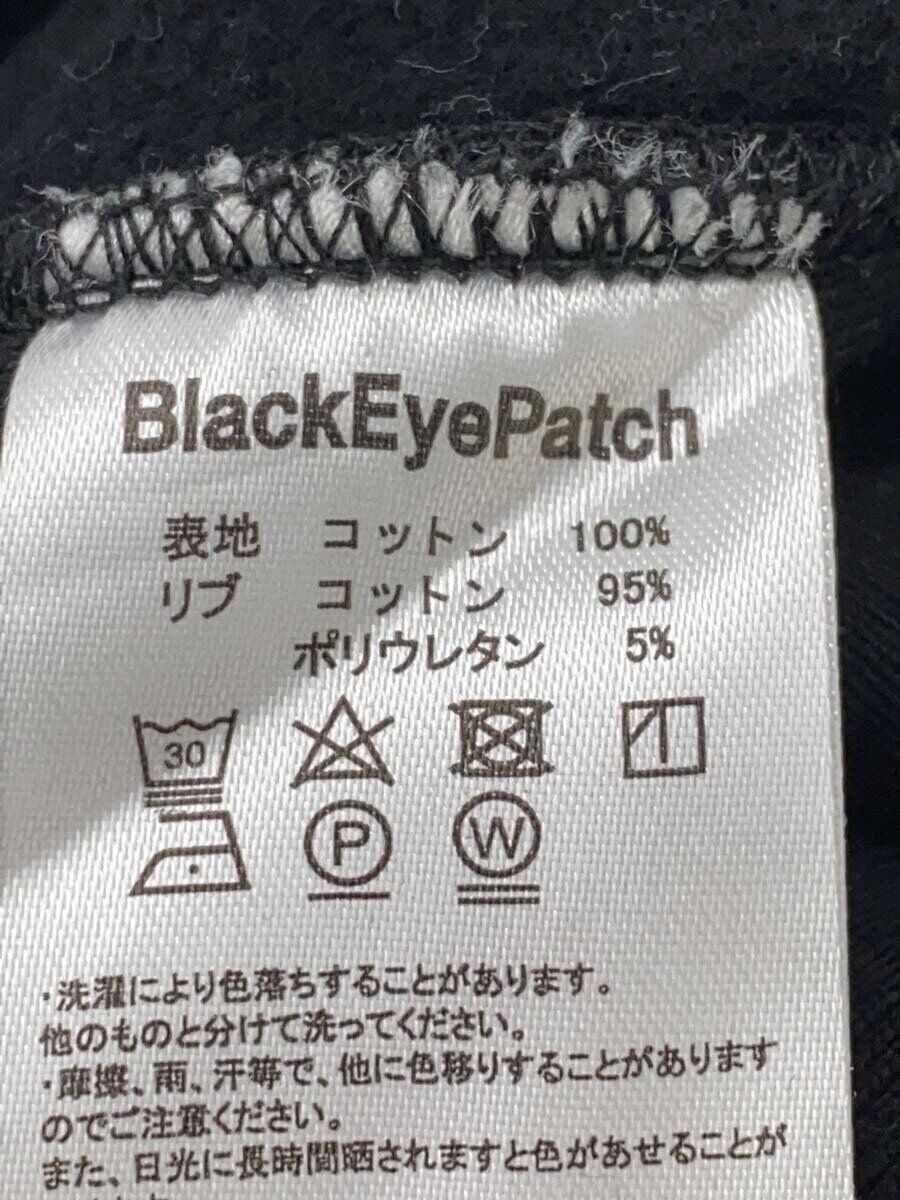 BlackEyePatch
表地 コットン 100%
リブ コットン 95%
ポリウレタン 5%
30
P W
・洗濯により色落ちすることがあります。
他のものと分けて洗ってください。
・摩擦、雨、汗等で、他に色移りすることがあります
のでご注意ください。
また、日光に長時間晒されますと色があせることが